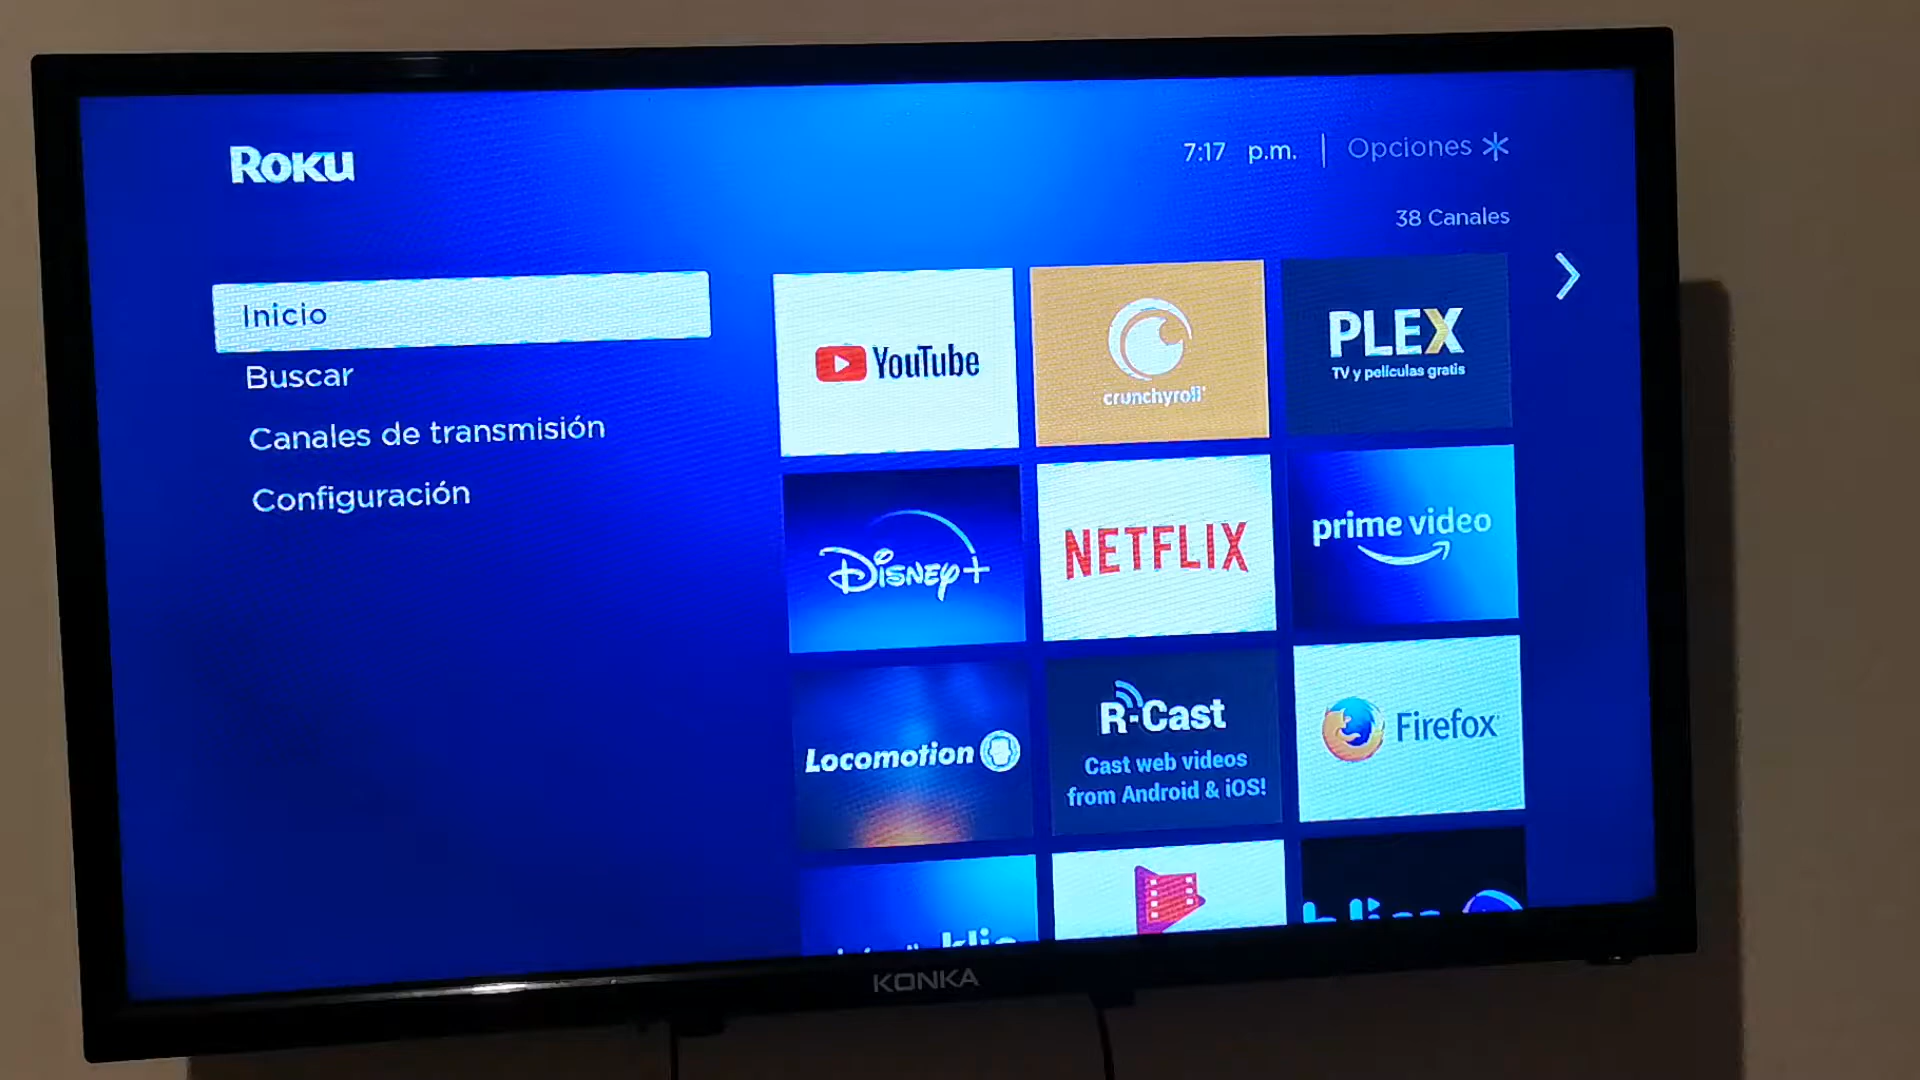 Roku
7:17 p.m. | Opciones
38 Canales
Inicio
Buscar
Canales de transmisión
Configuración
YouTube
crunchyroll
PLEX
TV y películas gratis
Disney+
NETFLIX
prime video
Locomotion
R-Cast
Cast web videos
from Android & iOS!
Firefox
KONKA